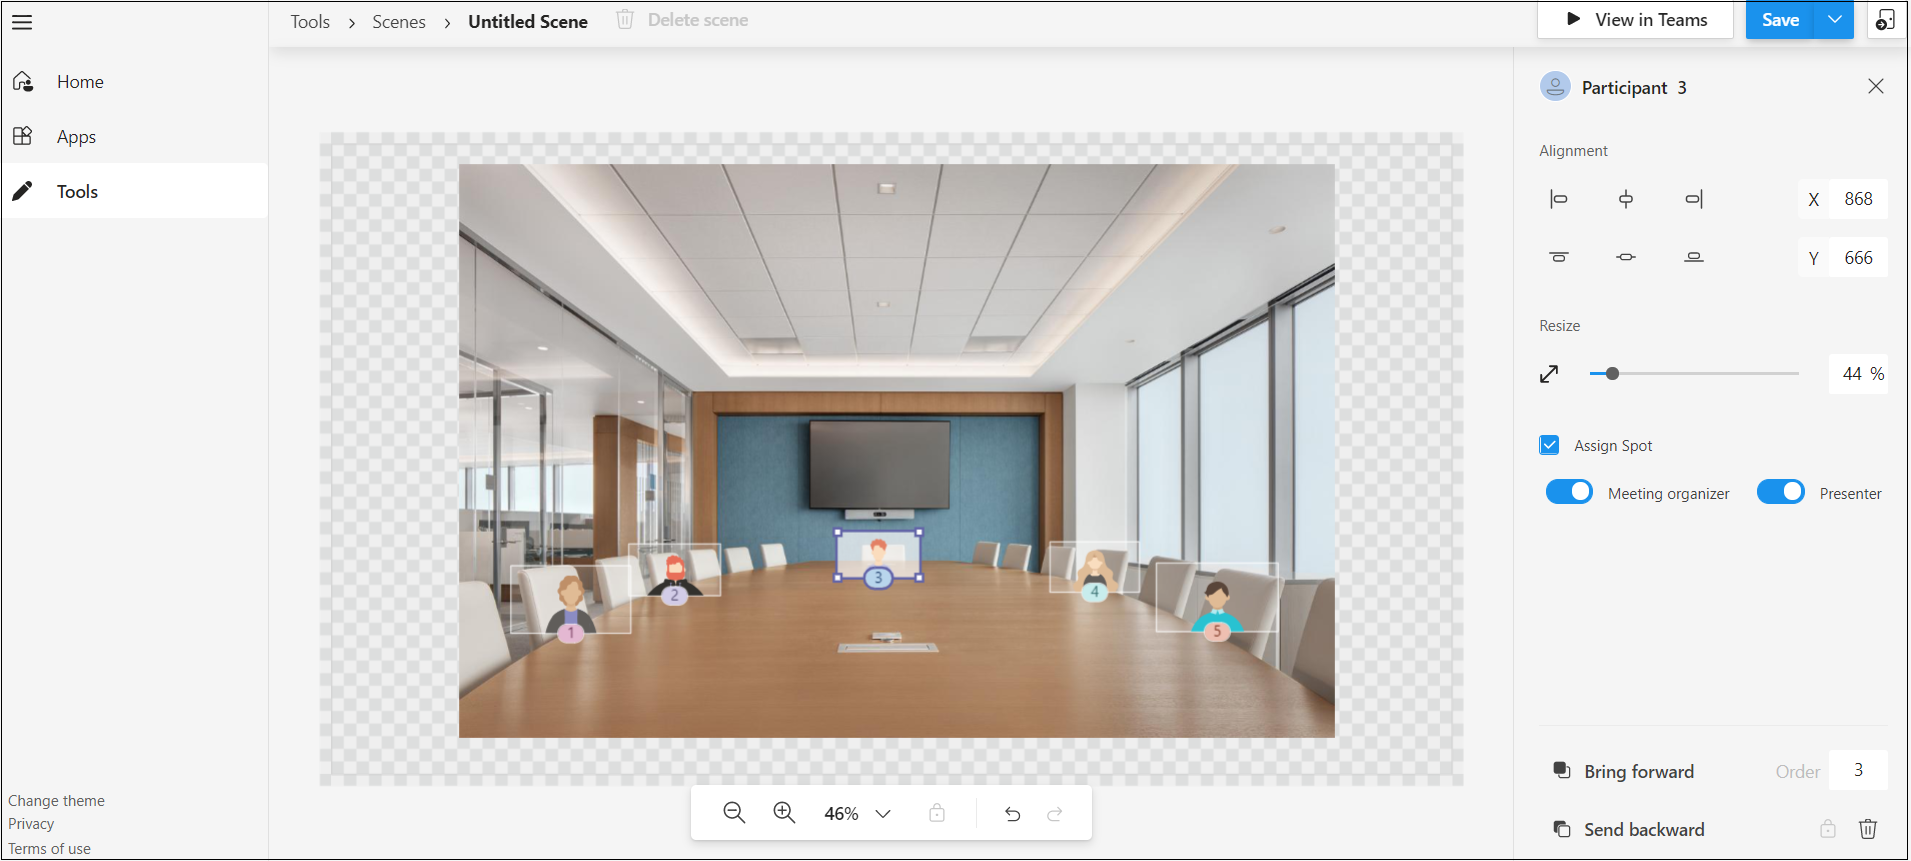 Tools > Scenes > Untitled Scene Delete scene
View in Teams Save
Home
Apps
Tools
Participant 3
Alignment
X 868
Y 666
Resize
44 %
Assign Spot
Meeting organizer Presenter
1
2
3
4
5
Bring forward Order 3
Send backward
46%
Change theme
Privacy
Terms of use